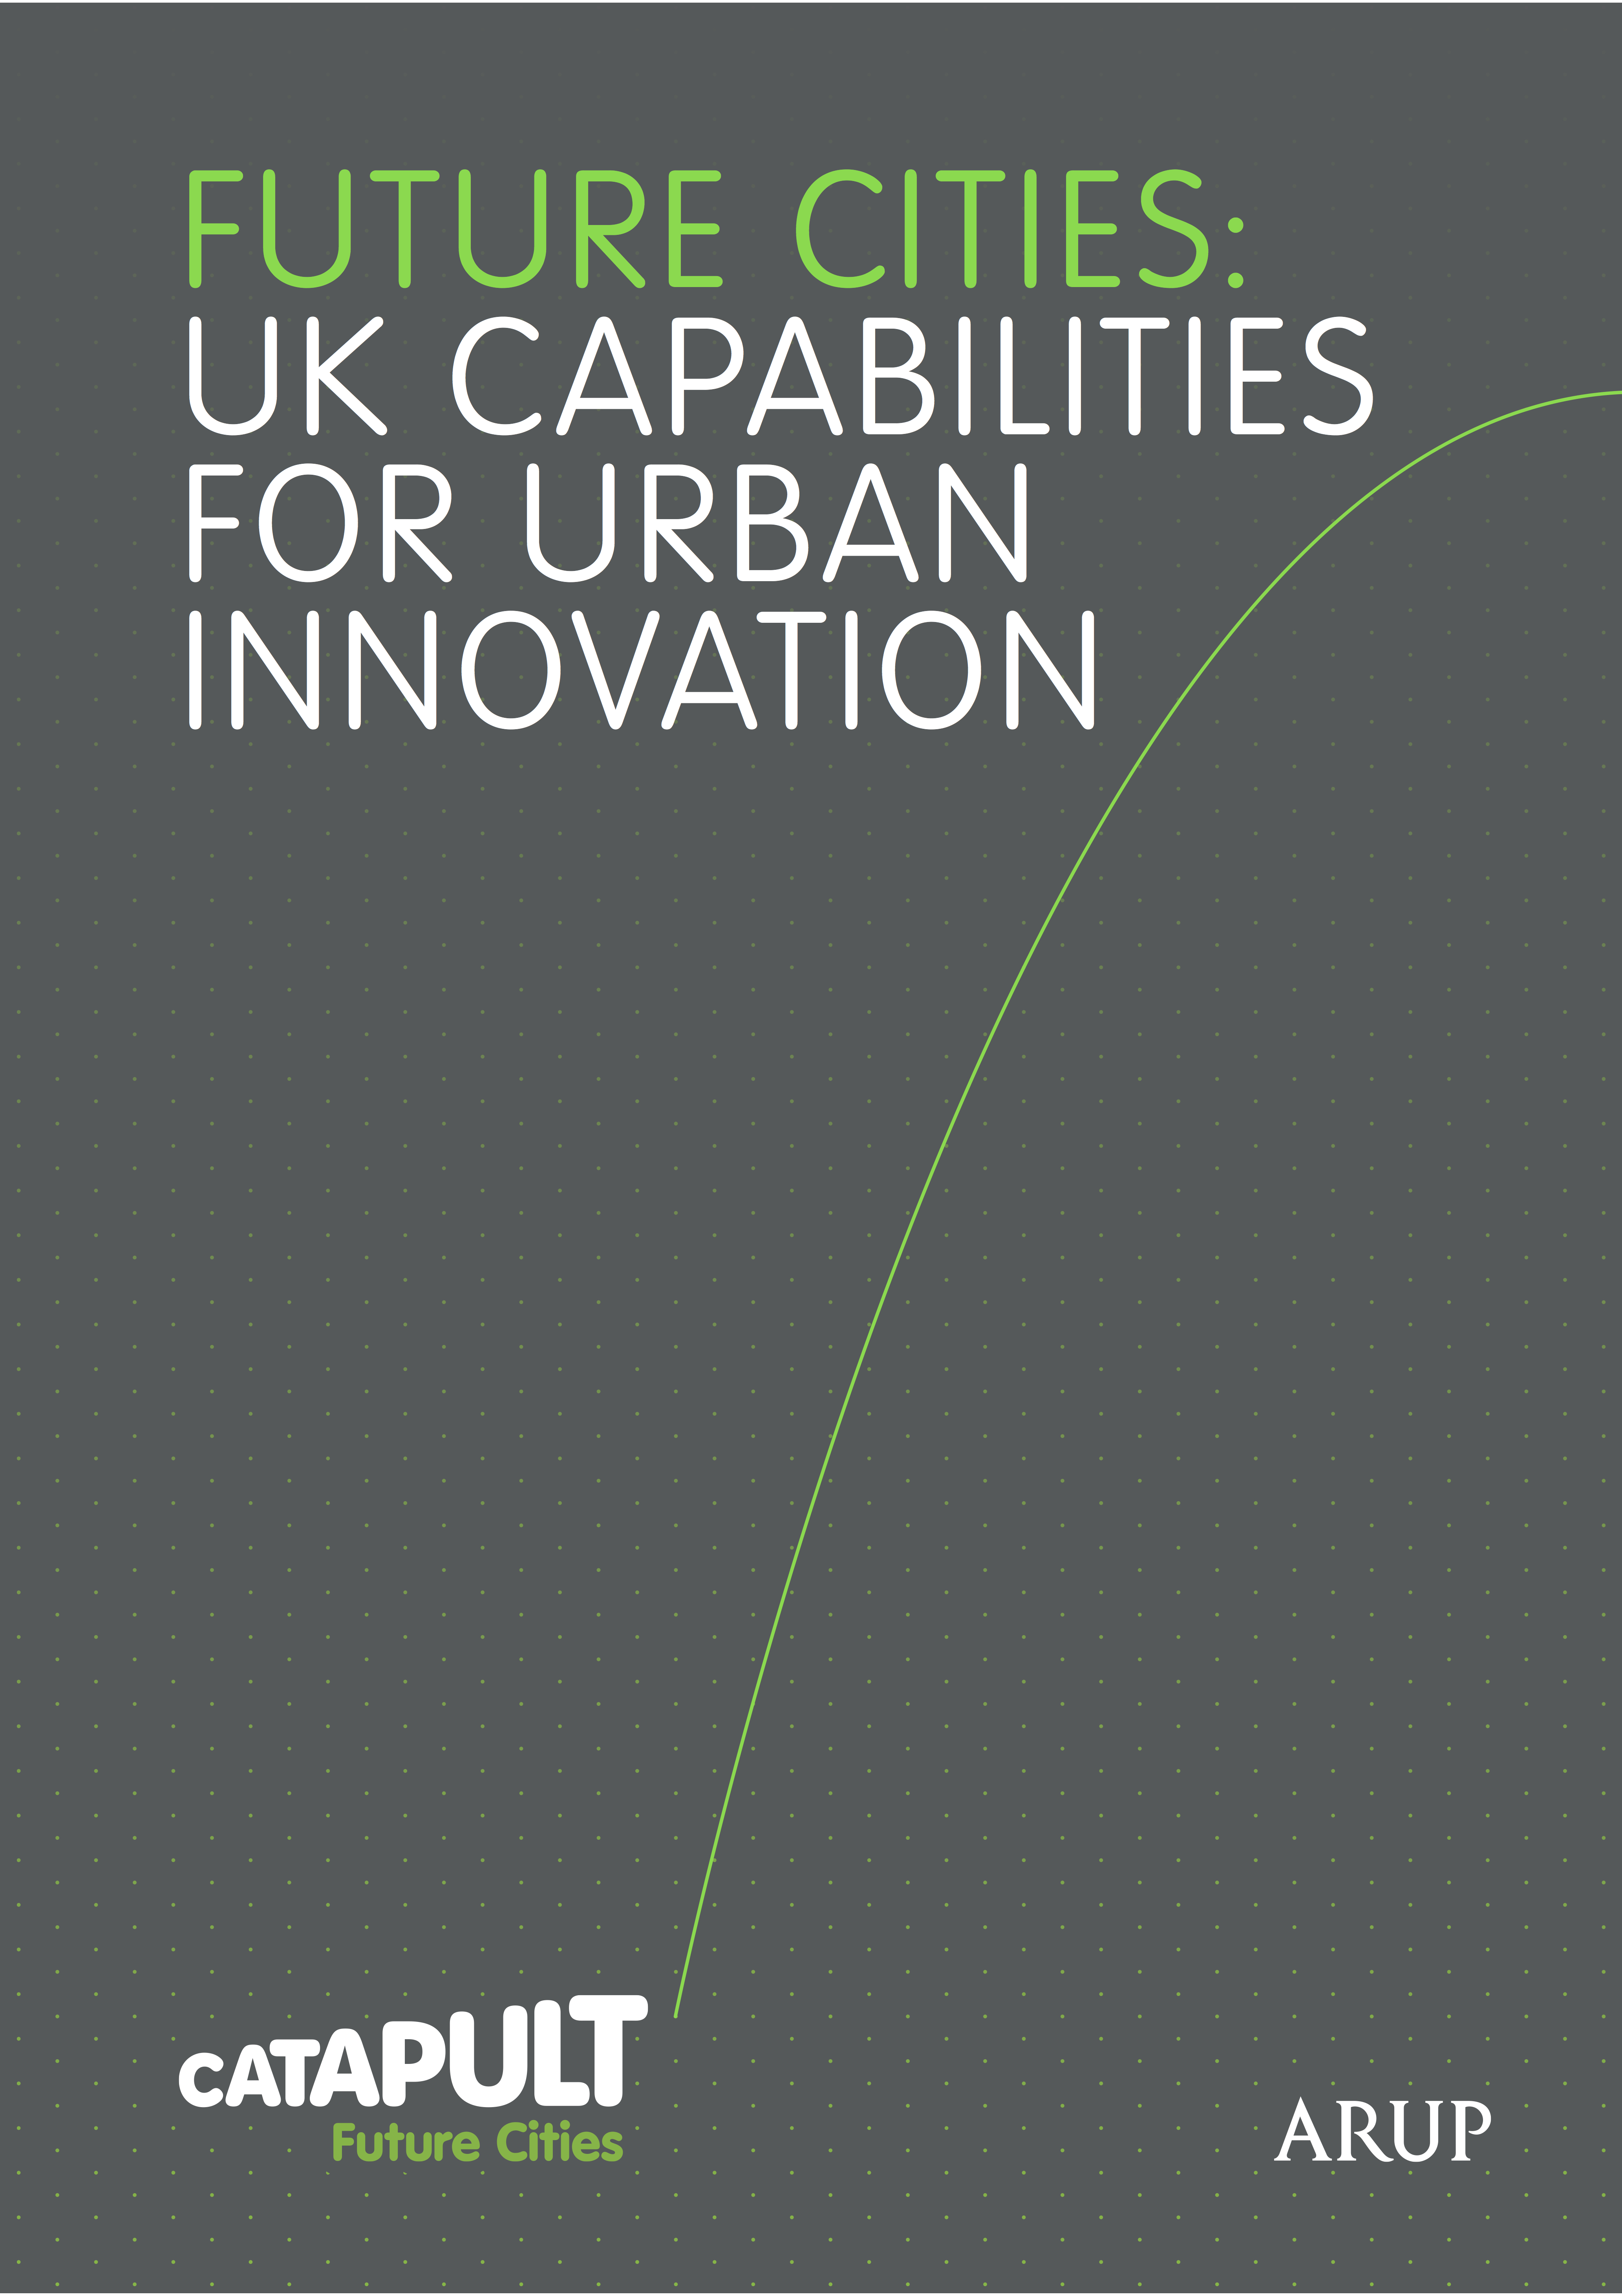 FUTURE CITIES:
UK CAPABILITIES
FOR URBAN
INNOVATION
CATAPULT
Future Cities
ARUP